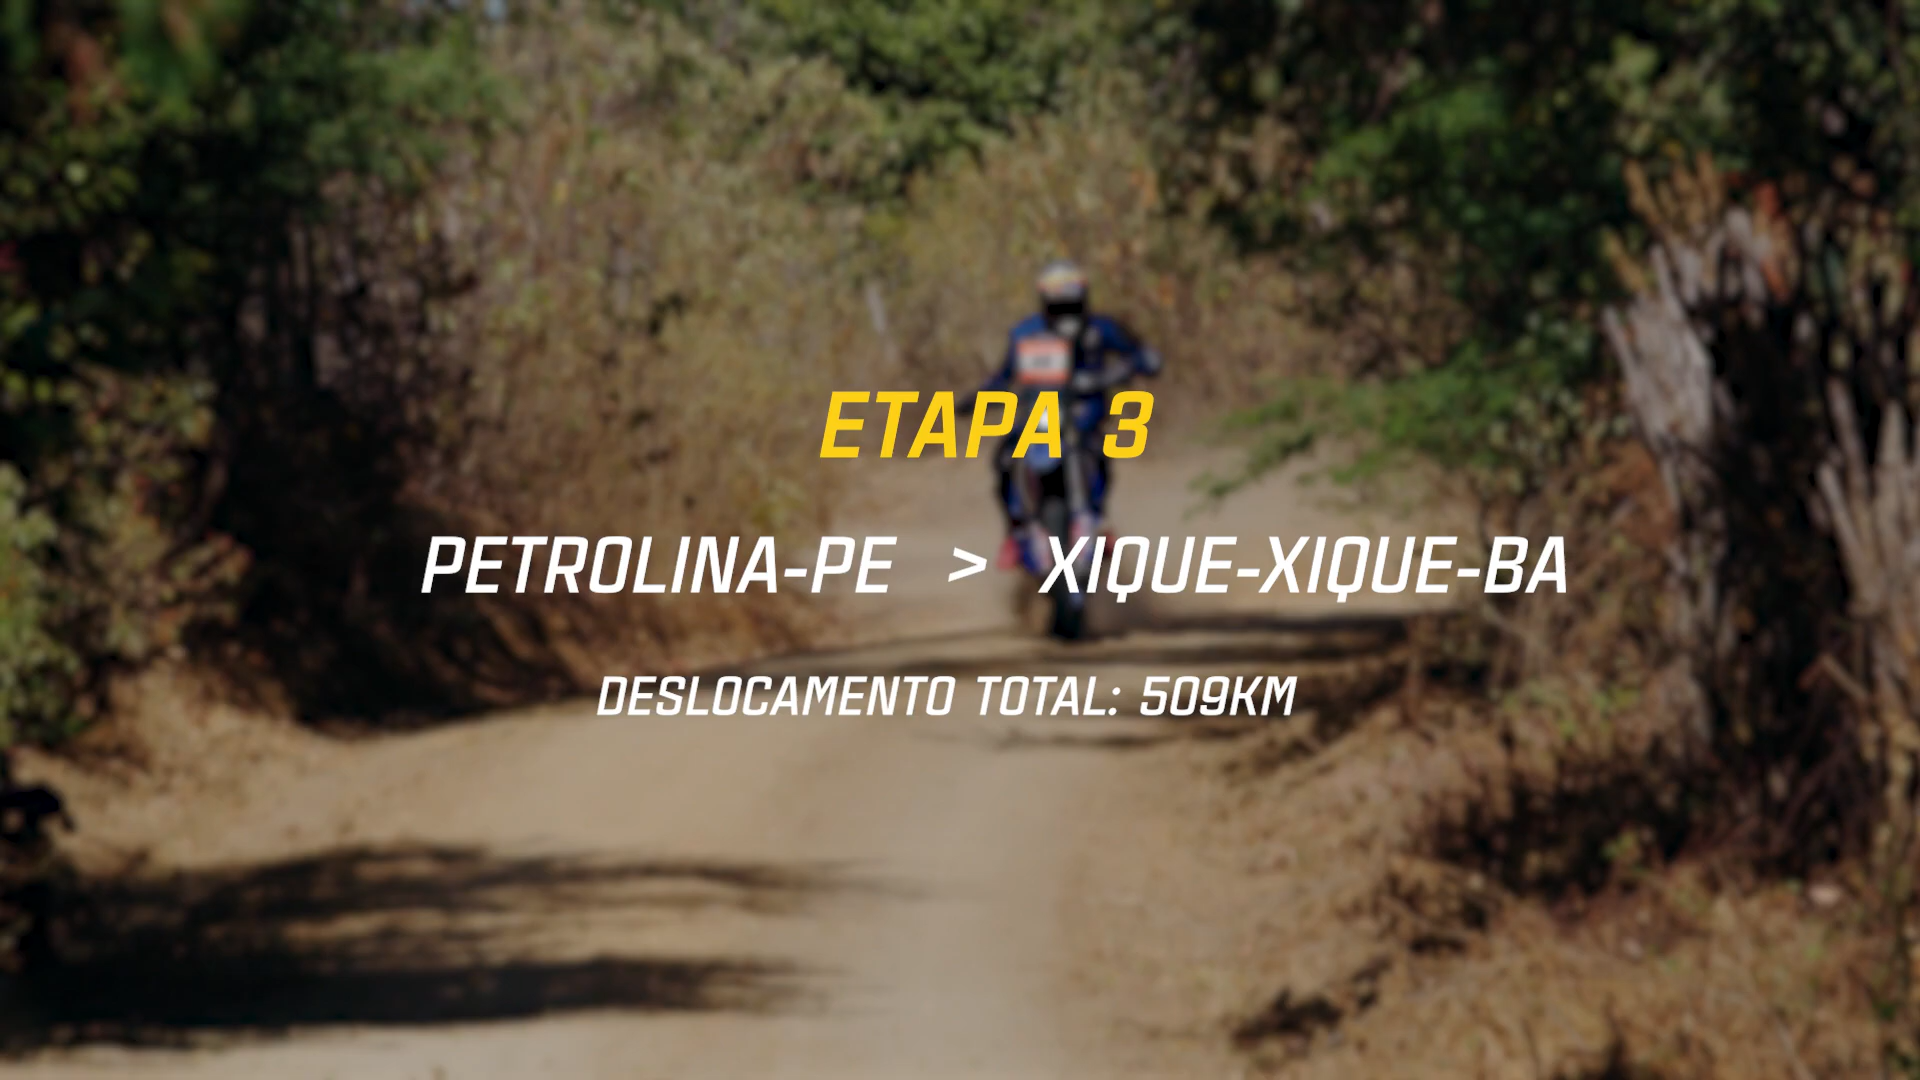 ETAPA 3
PETROLINA-PE > XIQUE-XIQUE-BA
DESLOCAMENTO TOTAL: 509KM